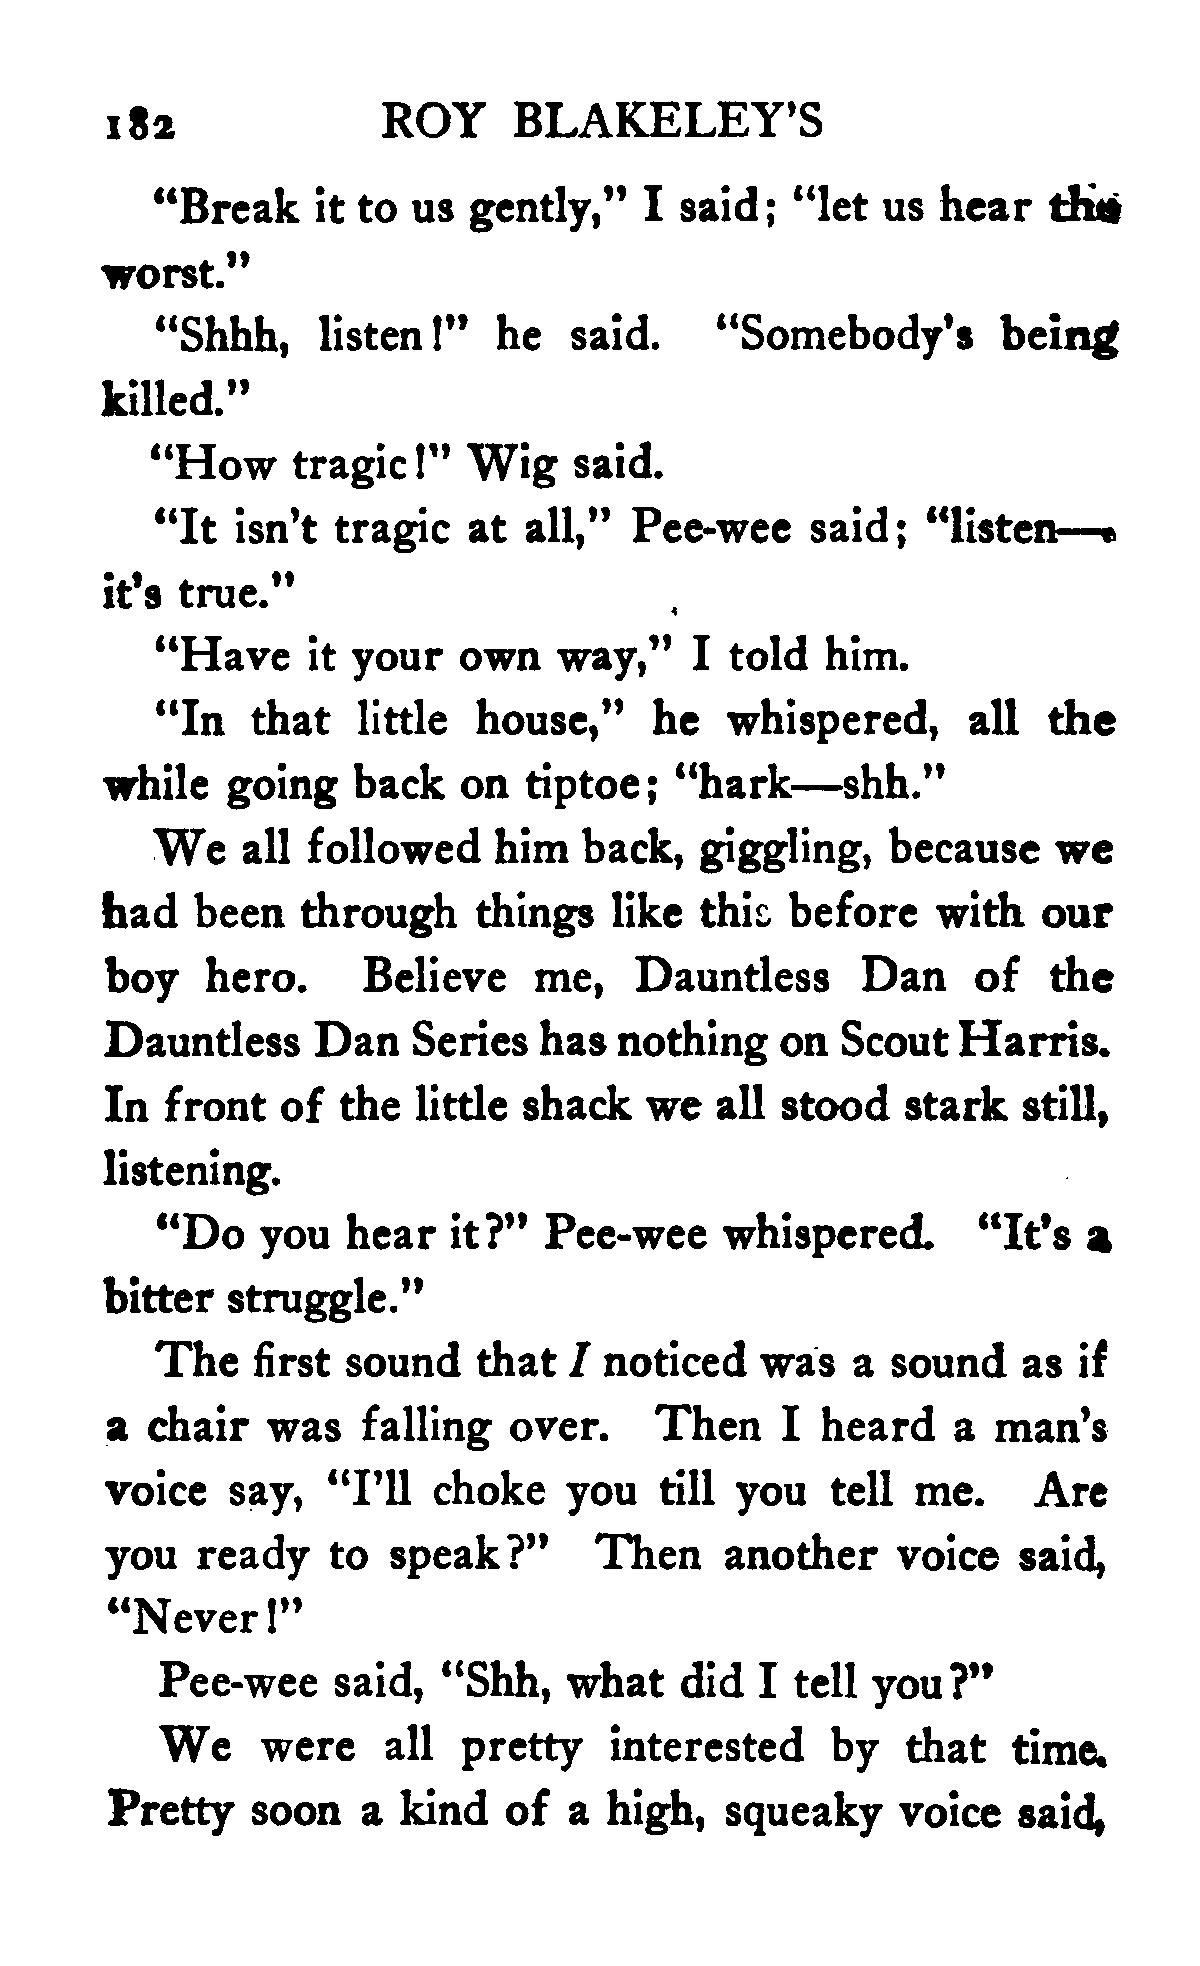 182 ROY BLAKELEY'S
“Break it to us gently,” I said; “let us hear the
worst.”
“Shhh, listen!” he said. “Somebody's being
killed.”
“How tragic!” Wig said.
“It isn't tragic at all,” Pee-wee said; “listen—
it's true.”
“Have it your own way,” I told him.
“In that little house,” he whispered, all the
while going back on tiptoe; “hark—shh.”
We all followed him back, giggling, because we
had been through things like this before with our
boy hero. Believe me, Dauntless Dan of the
Dauntless Dan Series has nothing on Scout Harris.
In front of the little shack we all stood stark still,
listening.
“Do you hear it?” Pee-wee whispered. “It's a
bitter struggle.”
The first sound that I noticed was a sound as if
a chair was falling over. Then I heard a man's
voice say, “I'll choke you till you tell me. Are
you ready to speak?” Then another voice said,
“Never!”
Pee-wee said, “Shh, what did I tell you?”
We were all pretty interested by that time.
Pretty soon a kind of a high, squeaky voice said,